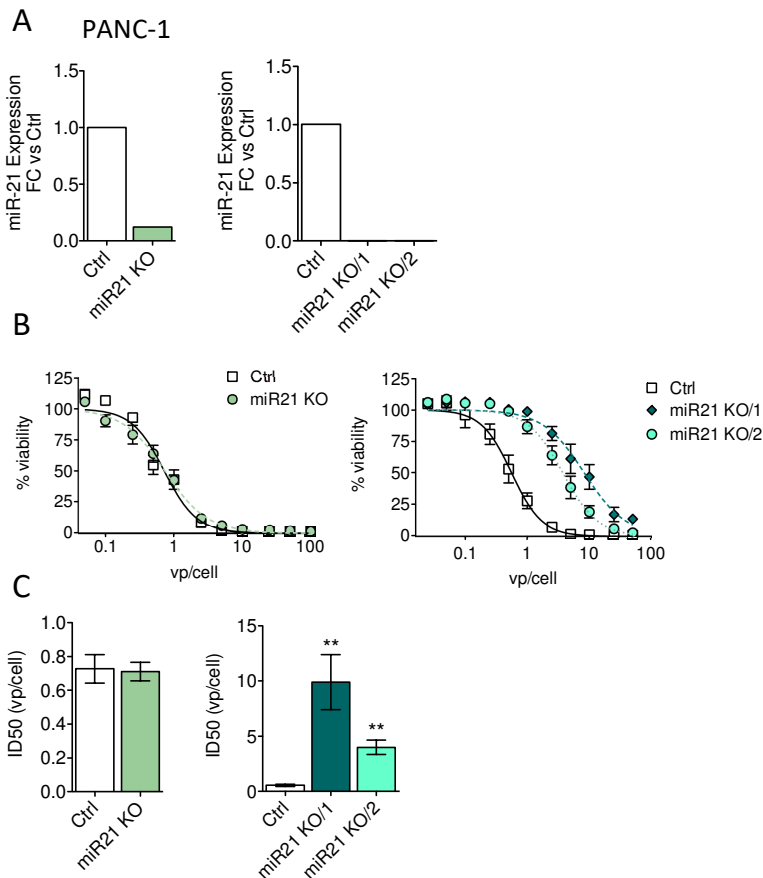 A
PANC-1
miR-21 Expression
FC vs Ctrl
1.5
1.0
0.5
0.0
Ctrl
miR21 KO
miR-21 Expression
FC vs Ctrl
1.5
1.0
0.5
0.0
Ctrl
miR21 KO/1
miR21 KO/2
B
% viability
125
100
75
50
25
0
0.1
1
10
100
vp/cell
Ctrl
miR21 KO
% viability
125
100
75
50
25
0
0.1
1
10
100
vp/cell
Ctrl
miR21 KO/1
miR21 KO/2
C
ID50 (vp/cell)
1.0
0.8
0.6
0.4
0.2
0.0
Ctrl
miR21 KO
ID50 (vp/cell)
15
10
5
0
**
**
Ctrl
miR21 KO/1
miR21 KO/2